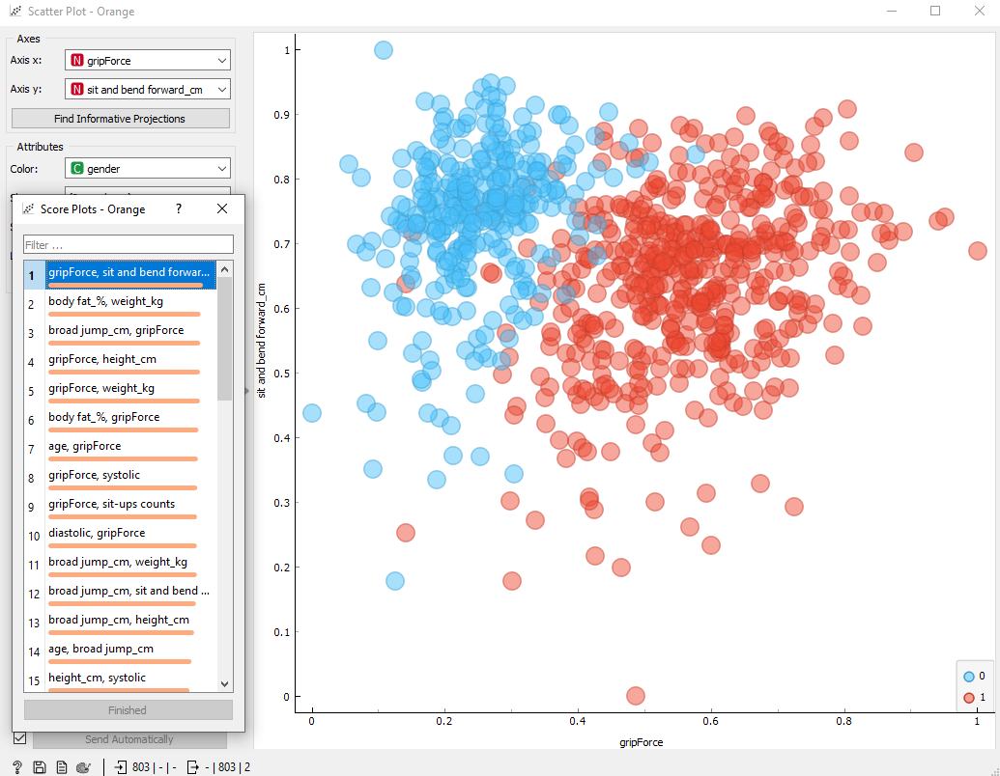 Scatter Plot - Orange
Axes
Axis x: N gripForce
Axis y: N sit and bend forward_cm
Find Informative Projections
Attributes
Color: C gender
Score Plots - Orange ?
Filter ...
1 gripForce, sit and bend forwar...
2 body fat_%, weight_kg
3 broad jump_cm, gripForce
4 gripForce, height_cm
5 gripForce, weight_kg
6 body fat_%, gripForce
7 age, gripForce
8 gripForce, systolic
9 gripForce, sit-ups counts
10 diastolic, gripForce
11 broad jump_cm, weight_kg
12 broad jump_cm, sit and bend ...
13 broad jump_cm, height_cm
14 age, broad jump_cm
15 height_cm, systolic
Finished
Send Automatically
? 803 | - | - - | 803 | 2
sit and bend forward_cm
1
0.9
0.8
0.7
0.6
0.5
0.4
0.3
0.2
0.1
0
0 0.2 0.4 0.6 0.8 1
gripForce
0
1